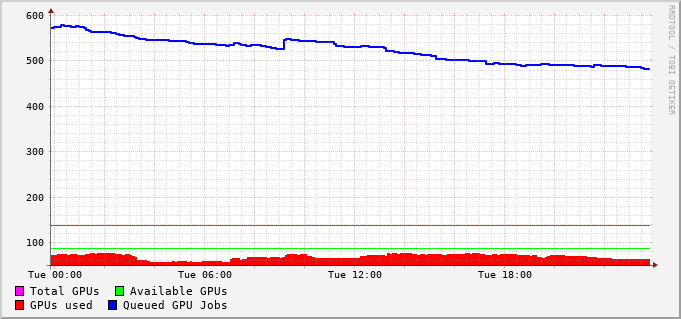 600
500
400
300
200
100
Tue 00:00 Tue 06:00 Tue 12:00 Tue 18:00
Total GPUs Available GPUs
GPUs used Queued GPU Jobs
RRDTOOL / TOBI OETIKER